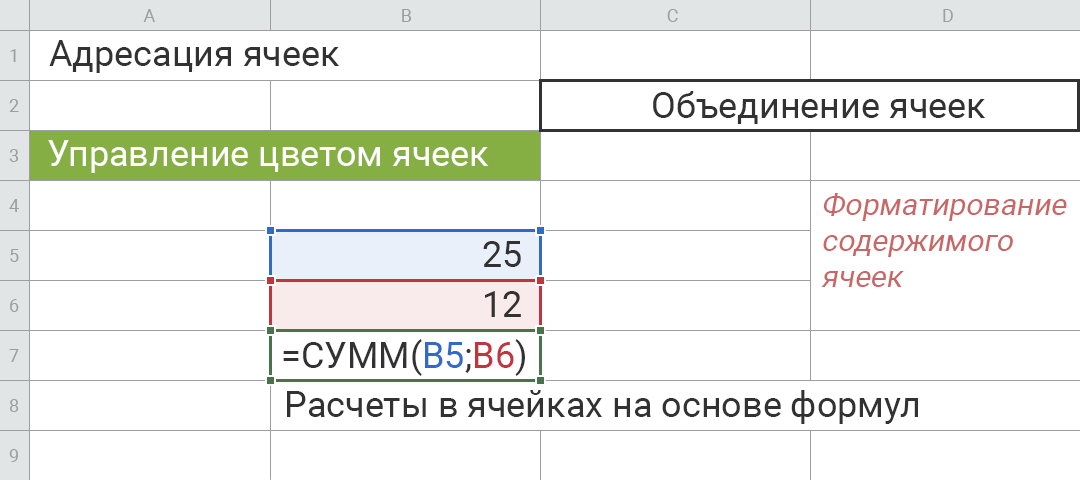 A B C D
1 Адресация ячеек
2 Объединение ячеек
3 Управление цветом ячеек
4 Форматирование
содержимого
ячеек
5 25
6 12
7 =СУММ(B5;B6)
8 Расчеты в ячейках на основе формул
9